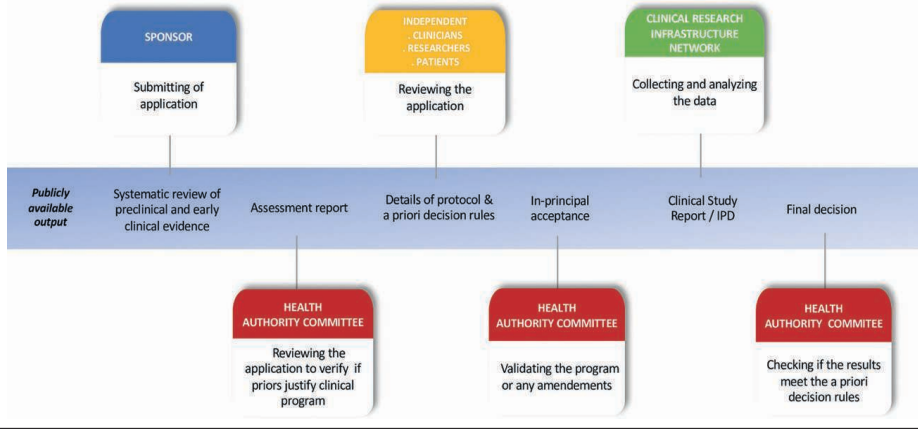 SPONSOR
Submitting of
application
INDEPENDENT
. CLINICIANS
. RESEARCHERS
. PATIENTS
Reviewing the
application
CLINICAL RESEARCH
INFRASTRUCTURE
NETWORK
Collecting and analyzing
the data
Publicly
available
output
Systematic review of
preclinical and early
clinical evidence
Assessment report
Details of protocol &
a priori decision rules
In-principal
acceptance
Clinical Study
Report / IPD
Final decision
HEALTH
AUTHORITY COMMITTEE
Reviewing the
application to verify if
priors justify clinical
program
HEALTH
AUTHORITY COMMITTEE
Validating the program
or any amendements
HEALTH
AUTHORITY COMMITEE
Checking if the results
meet the a priori
decision rules